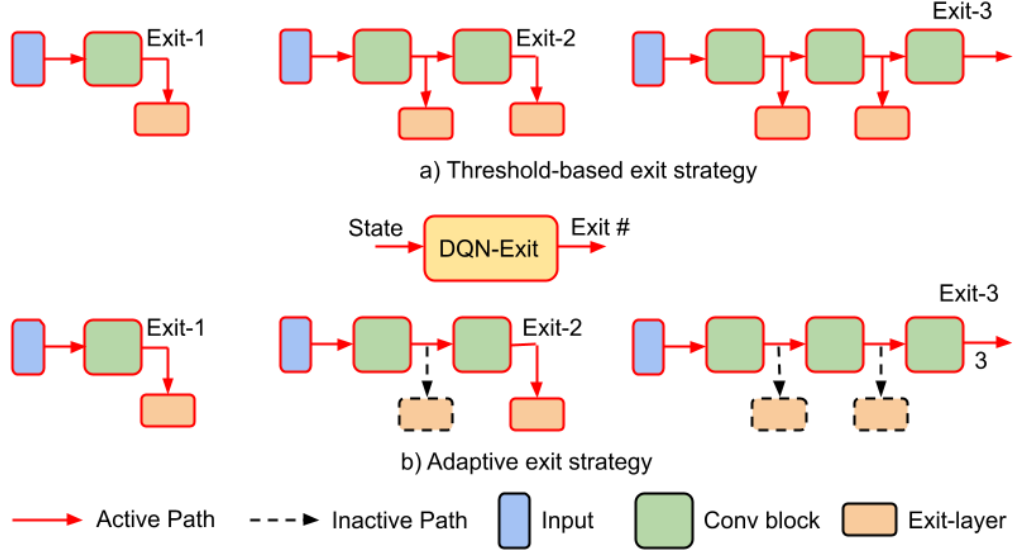 Exit-1
Exit-2
Exit-3
a) Threshold-based exit strategy
State
DQN-Exit
Exit #
Exit-1
Exit-2
Exit-3
3
b) Adaptive exit strategy
Active Path
Inactive Path
Input
Conv block
Exit-layer